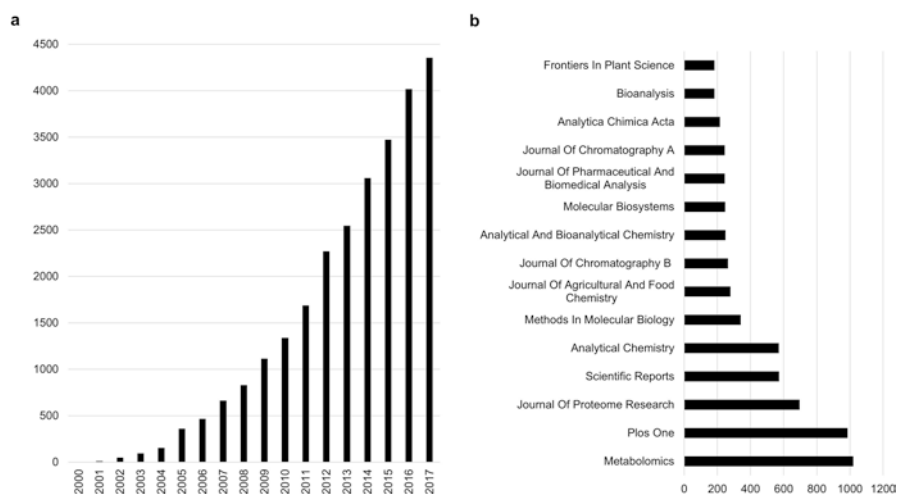 a
4500
4000
3500
3000
2500
2000
1500
1000
500
0
2000 2001 2002 2003 2004 2005 2006 2007 2008 2009 2010 2011 2012 2013 2014 2015 2016 2017
b
Frontiers In Plant Science
Bioanalysis
Analytica Chimica Acta
Journal Of Chromatography A
Journal Of Pharmaceutical And
Biomedical Analysis
Molecular Biosystems
Analytical And Bioanalytical Chemistry
Journal Of Chromatography B
Journal Of Agricultural And Food
Chemistry
Methods In Molecular Biology
Analytical Chemistry
Scientific Reports
Journal Of Proteome Research
Plos One
Metabolomics
0 200 400 600 800 1000 1200